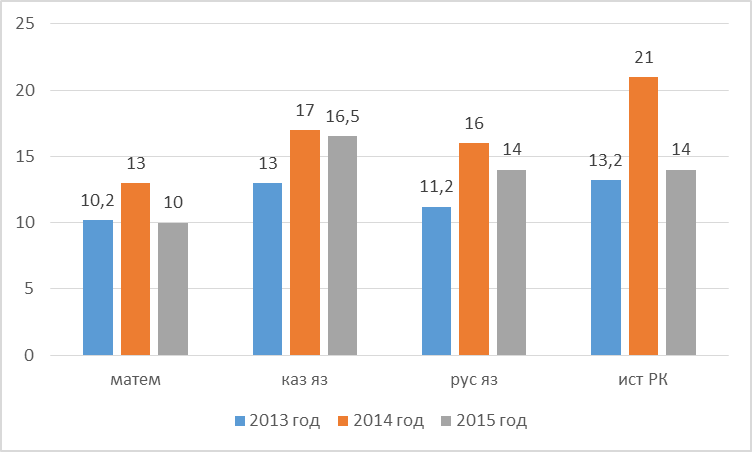 25
20
15
10
5
0
10,2 13 10
13 17 16,5
11,2 16 14
13,2 21 14
матем каз яз рус яз ист РК
2013 год 2014 год 2015 год